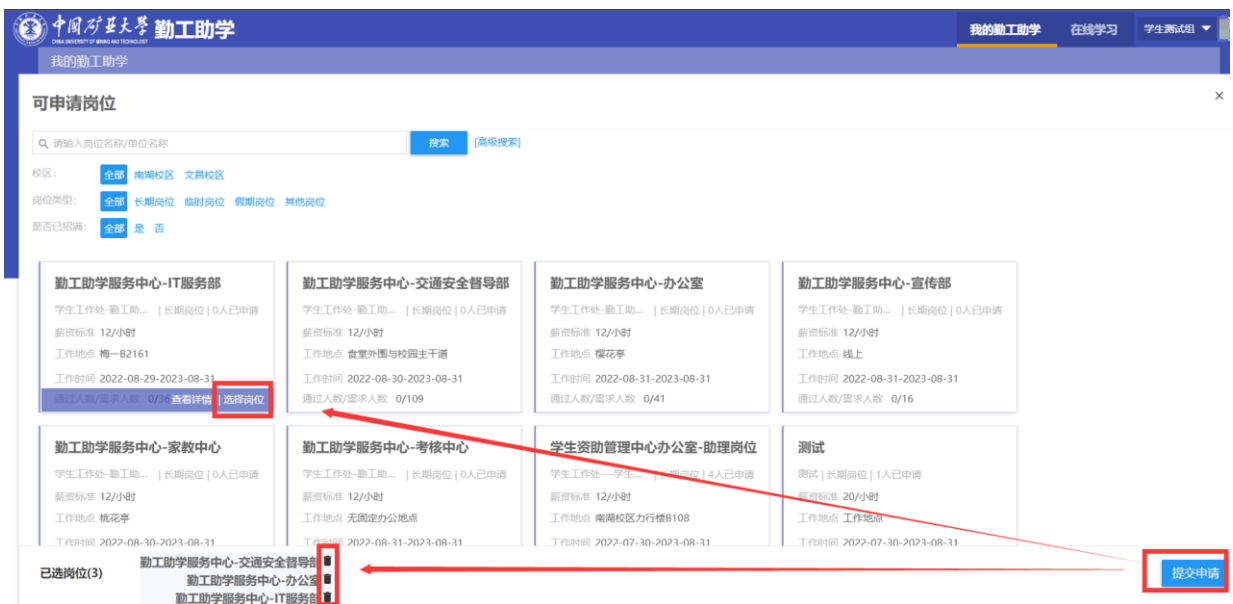 中国矿业大学 勤工助学 我的勤工助学 在线学习 学生测试组
CHINA UNIVERSITY OF MINING AND TECHNOLOGY
我的勤工助学
可申请岗位 ×
请输入岗位名称/单位名称 搜索 [高级搜索]
校区: 全部 南湖校区 文昌校区
岗位类型: 全部 长期岗位 临时岗位 假期岗位 其他岗位
是否已招满: 全部 是 否
勤工助学服务中心-IT服务部
学生工作处-勤工助... | 长期岗位 | 0人已申请
薪资标准 12/小时
工作地点 梅一B2161
工作时间 2022-08-29-2023-08-31
通过人数/需求人数 0/36 查看详情 | 选择岗位
勤工助学服务中心-交通安全督导部
学生工作处-勤工助... | 长期岗位 | 0人已申请
薪资标准 12/小时
工作地点 食堂外围与校园主干道
工作时间 2022-08-30-2023-08-31
通过人数/需求人数 0/109
勤工助学服务中心-办公室
学生工作处-勤工助... | 长期岗位 | 0人已申请
薪资标准 12/小时
工作地点 樱花亭
工作时间 2022-08-31-2023-08-31
通过人数/需求人数 0/41
勤工助学服务中心-宣传部
学生工作处-勤工助... | 长期岗位 | 0人已申请
薪资标准 12/小时
工作地点 线上
工作时间 2022-08-31-2023-08-31
通过人数/需求人数 0/16
勤工助学服务中心-家教中心
学生工作处-勤工助... | 长期岗位 | 0人已申请
薪资标准 12/小时
工作地点 桃花亭
工作时间 2022-08-30-2023-08-31
勤工助学服务中心-考核中心
学生工作处-勤工助... | 长期岗位 | 0人已申请
薪资标准 12/小时
工作地点 无固定办公地点
工作时间 2022-08-31-2023-08-31
学生资助管理中心办公室-助理岗位
学生工作处---学生... | 长期岗位 | 4人已申请
薪资标准 12/小时
工作地点 南湖校区力行楼B108
工作时间 2022-07-30-2023-08-31
测试
测试 | 长期岗位 | 1人已申请
薪资标准 20/小时
工作地点 工作地点
工作时间 2022-07-30-2023-08-31
已选岗位(3)
勤工助学服务中心-交通安全督导部
勤工助学服务中心-办公室
勤工助学服务中心-IT服务部
提交申请